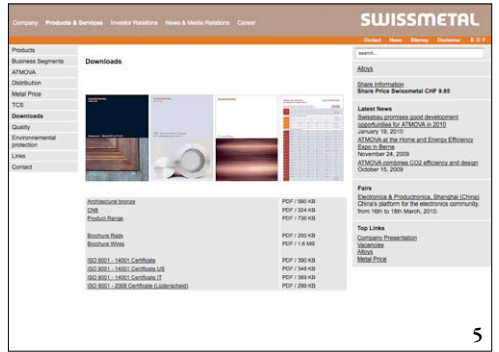 Company Products & Services Investor Relations News & Media Relations Career
SWISSMETAL
Contact News Sitemap Disclaimer E D F
Products
Business Segments
ATMOVA
Distribution
Metal Price
TCS
Downloads
Quality
Environmental
protection
Links
Contact
Downloads
Architectural bronze PDF / 560 KB
CN8 PDF / 324 KB
Product Range PDF / 736 KB
Brochure Rods PDF / 200 KB
Brochure Wires PDF / 1.6 MB
ISO 9001 - 14001 Certificate PDF / 390 KB
ISO 9001 - 14001 Certificate US PDF / 348 KB
ISO 9001 - 14001 Certificate IT PDF / 389 KB
ISO 9001 - 2008 Certificate (Lüdenscheid) PDF / 299 KB
search...
Alloys
Share Information
Share Price Swissmetal CHF 9.85
Latest News
Swissbau promises good development
opportunities for ATMOVA in 2010
January 19, 2010
ATMOVA at the Home and Energy Efficiency
Expo in Berne
November 24, 2009
ATMOVA combines CO2 efficiency and design
October 15, 2009
Fairs
Electronica & Productronica, Shanghai (China)
China's platform for the electronics community,
from 16th to 18th March, 2010.
Top Links
Company Presentation
Vacancies
Alloys
Metal Price
5